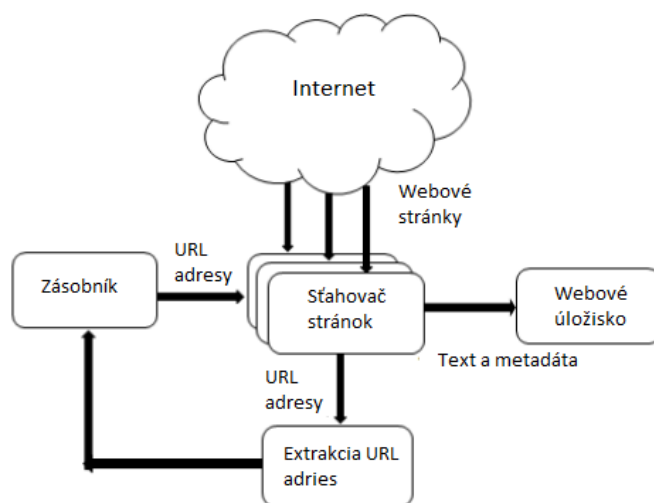 Internet
Webové
stránky
URL
adresy
Zásobník
Sťahovač
stránok
Webové
úložisko
Text a metadáta
URL
adresy
Extrakcia URL
adries